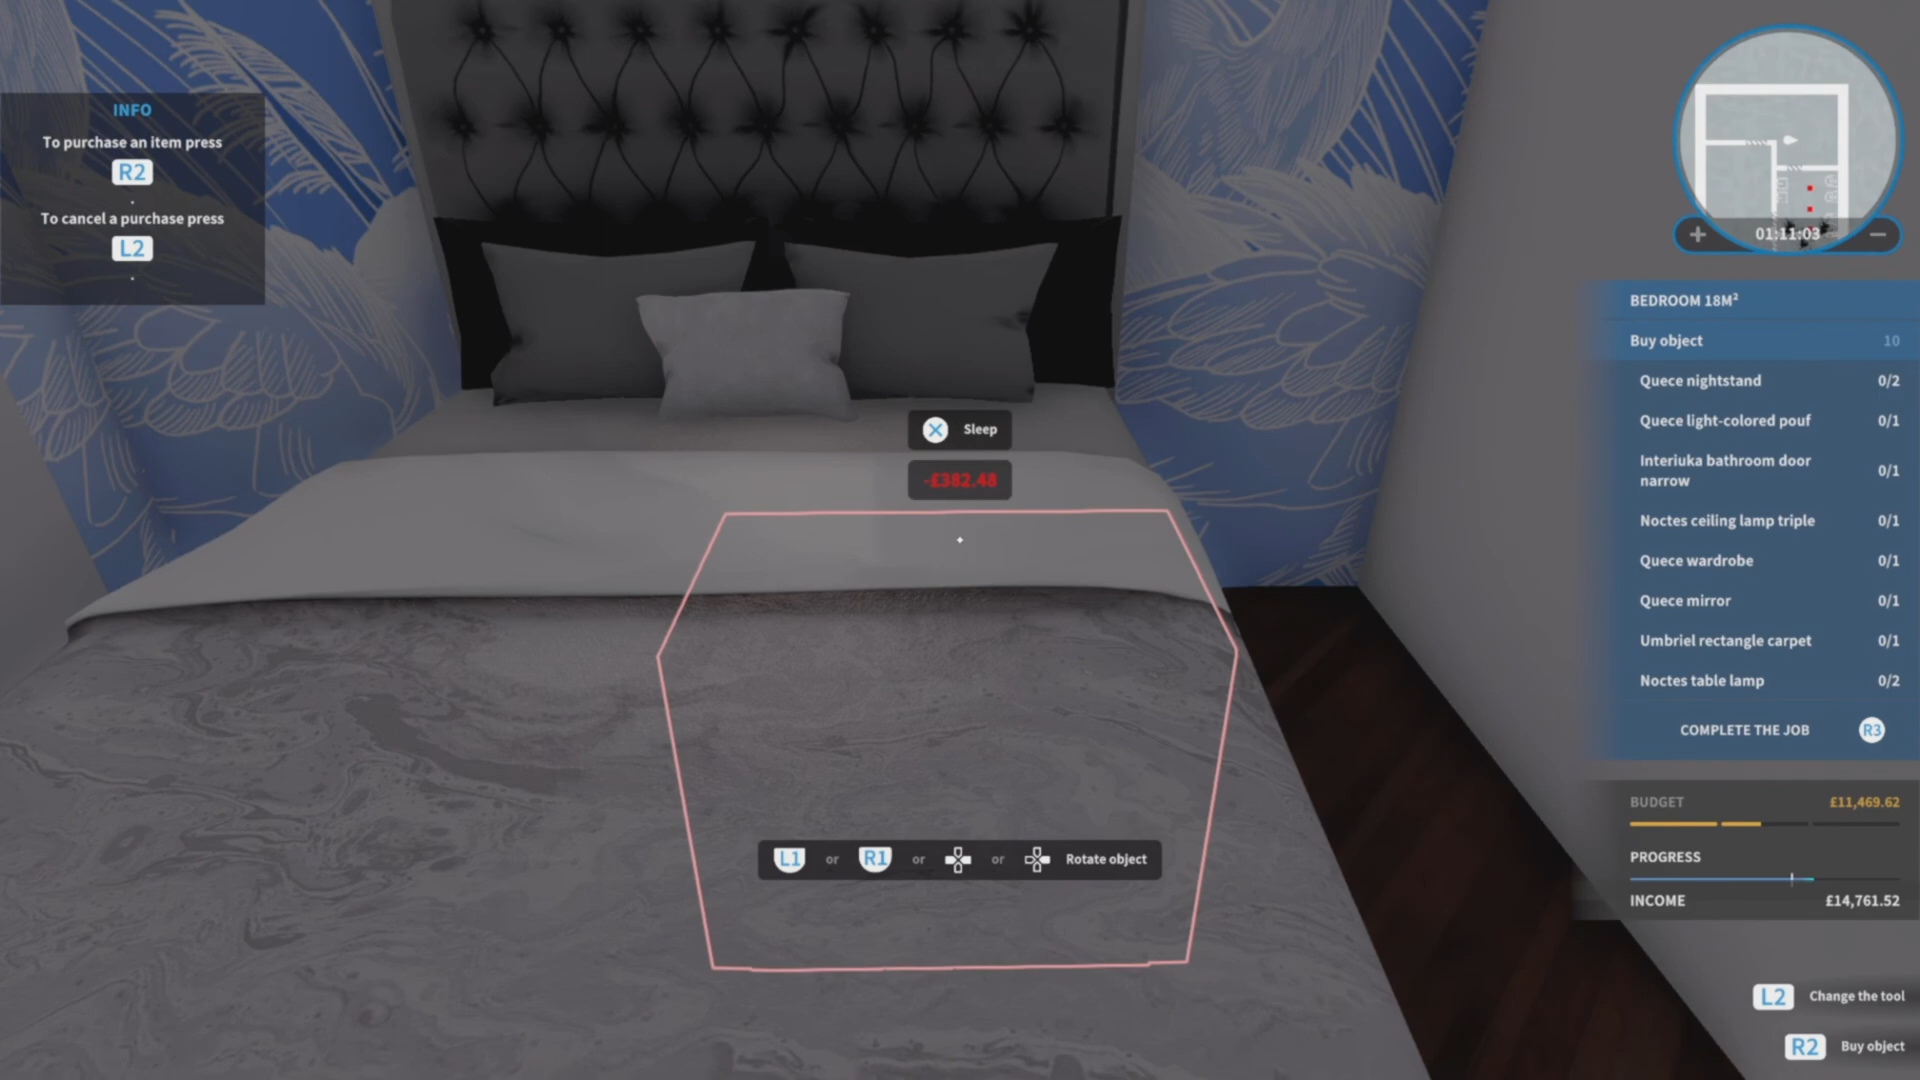 INFO
To purchase an item press
R2
.
To cancel a purchase press
L2
.
01:11:03
BEDROOM 18M²
Buy object 10
Quece nightstand 0/2
Quece light-colored pouf 0/1
Interiuka bathroom door
narrow 0/1
Noctes ceiling lamp triple 0/1
Quece wardrobe 0/1
Quece mirror 0/1
Umbriel rectangle carpet 0/1
Noctes table lamp 0/2
COMPLETE THE JOB R3
BUDGET £11,469.62
PROGRESS
INCOME £14,761.52
Sleep
-£382.48
L1 or R1 or or Rotate object
L2 Change the tool
R2 Buy object